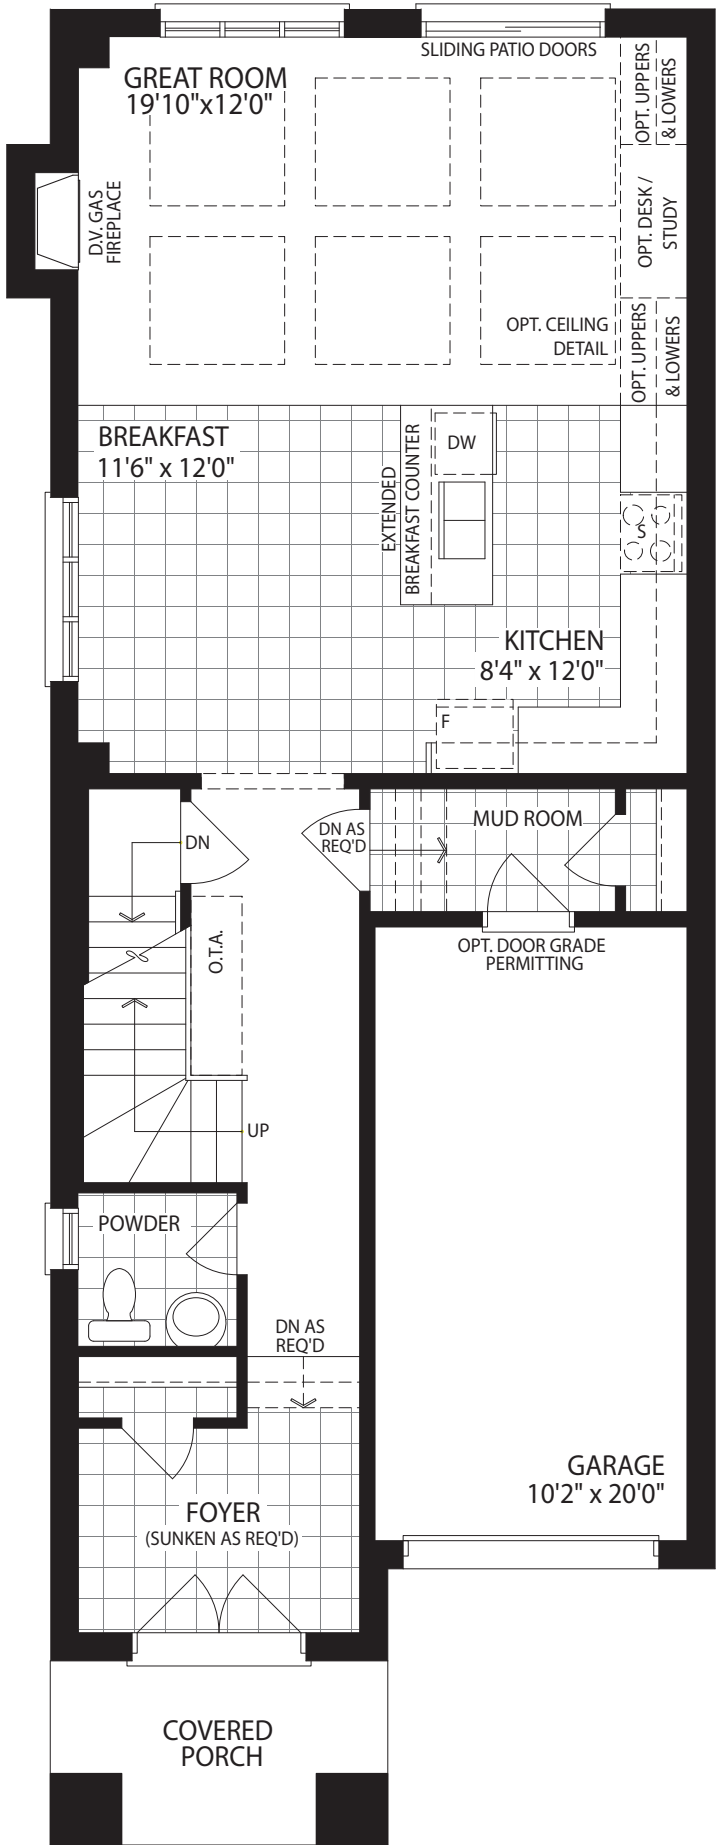 SLIDING PATIO DOORS
GREAT ROOM
19'10"x12'0"
OPT. UPPERS
& LOWERS
D.V. GAS
FIREPLACE
OPT. DESK /
STUDY
OPT. CEILING
DETAIL
OPT. UPPERS
& LOWERS
BREAKFAST
11'6" x 12'0"
EXTENDED
BREAKFAST COUNTER
DW
S
KITCHEN
8'4" x 12'0"
F
DN
DN AS
REQ'D
MUD ROOM
O.T.A.
OPT. DOOR GRADE
PERMITTING
UP
POWDER
DN AS
REQ'D
GARAGE
10'2" x 20'0"
FOYER
(SUNKEN AS REQ'D)
COVERED
PORCH